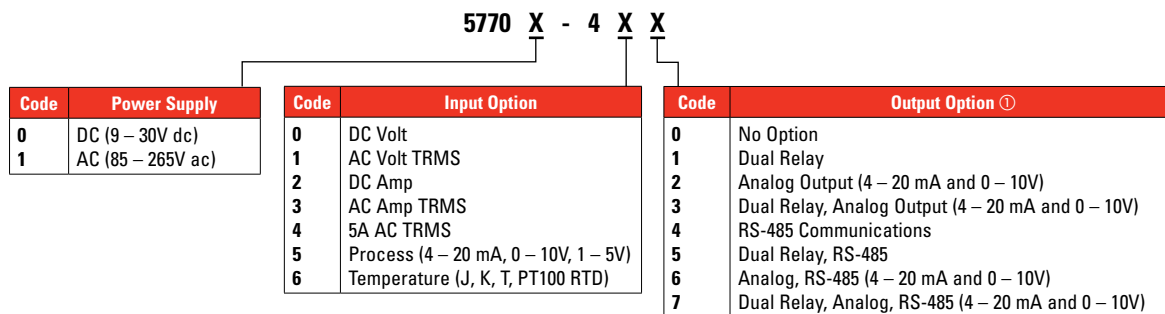 5770 X - 4 X X
Code Power Supply
0 DC (9 – 30V dc)
1 AC (85 – 265V ac)
Code Input Option
0 DC Volt
1 AC Volt TRMS
2 DC Amp
3 AC Amp TRMS
4 5A AC TRMS
5 Process (4 – 20 mA, 0 – 10V, 1 – 5V)
6 Temperature (J, K, T, PT100 RTD)
Code Output Option ①
0 No Option
1 Dual Relay
2 Analog Output (4 – 20 mA and 0 – 10V)
3 Dual Relay, Analog Output (4 – 20 mA and 0 – 10V)
4 RS-485 Communications
5 Dual Relay, RS-485
6 Analog, RS-485 (4 – 20 mA and 0 – 10V)
7 Dual Relay, Analog, RS-485 (4 – 20 mA and 0 – 10V)